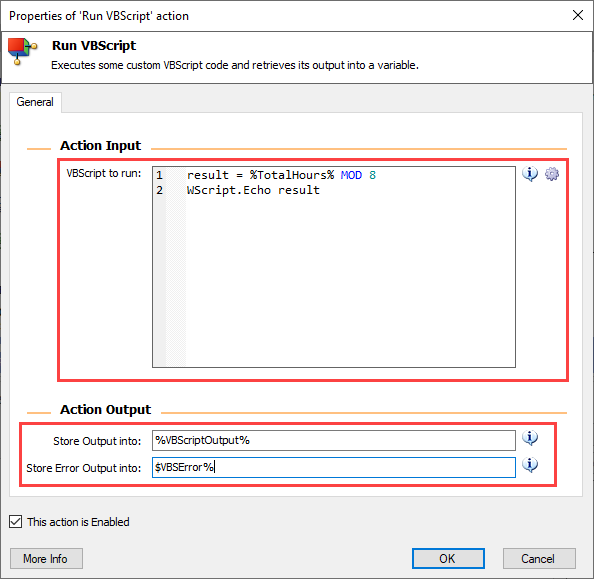 Properties of 'Run VBScript' action
Run VBScript
Executes some custom VBScript code and retrieves its output into a variable.
General
Action Input
VBScript to run:
1 result = %TotalHours% MOD 8
2 WScript.Echo result
Action Output
Store Output into: %VBScriptOutput%
Store Error Output into: $VBSError%
This action is Enabled
More Info OK Cancel